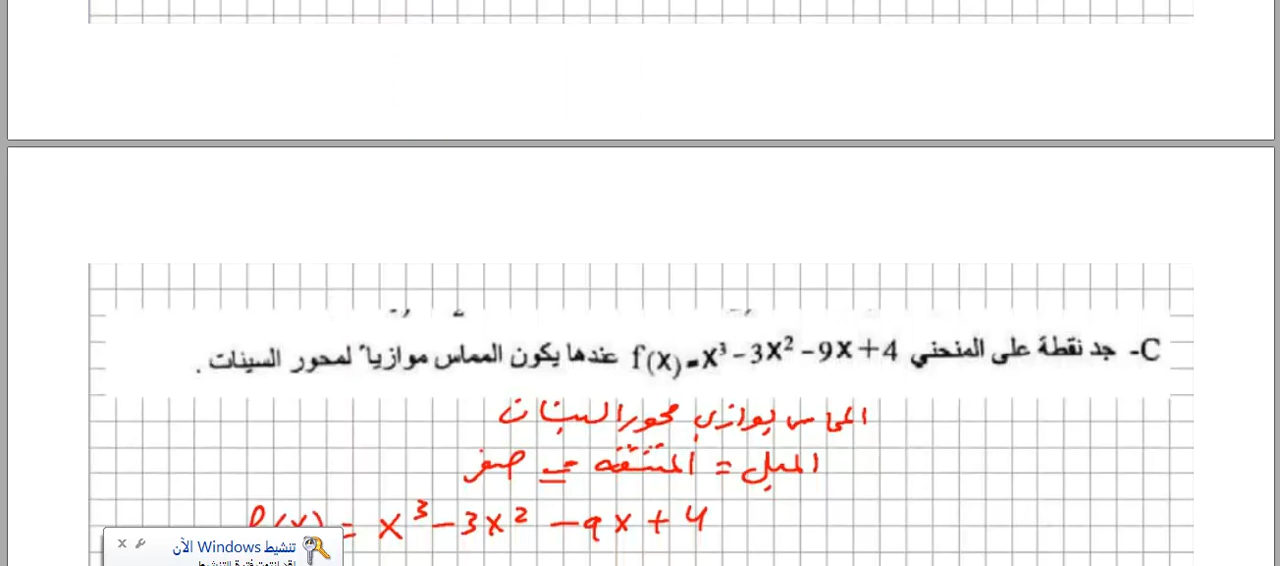 C- جد نقطة على المنحني f(x)=x³-3x²-9x+4 عندها يكون المماس موازياً لمحور السينات .
المماس يوازي محور السينات
الميل = المشتقة = صفر
f(x) = x³-3x²-9x+4
تنشيط Windows الآن